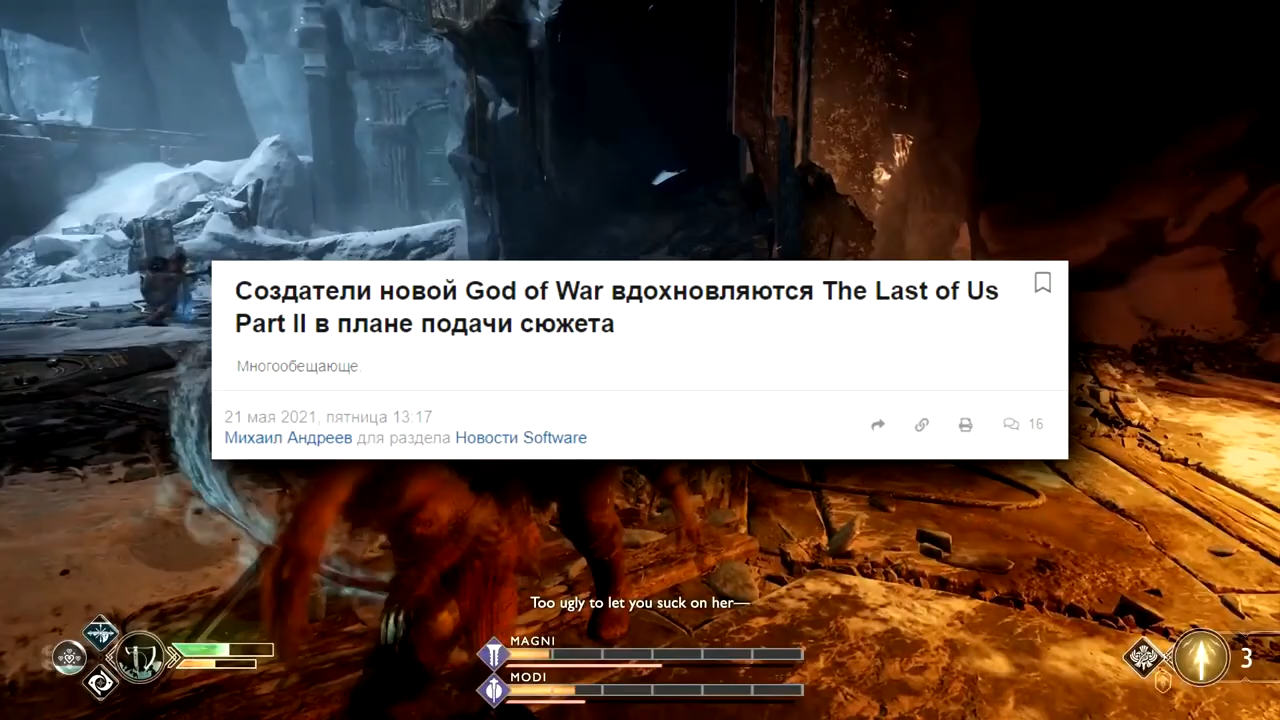 Создатели новой God of War вдохновляются The Last of Us
Part II в плане подачи сюжета
Многообещающе.
21 мая 2021, пятница 13:17
Михаил Андреев для раздела Новости Software
16
Too ugly to let you suck on her—
MAGNI
MODI
3